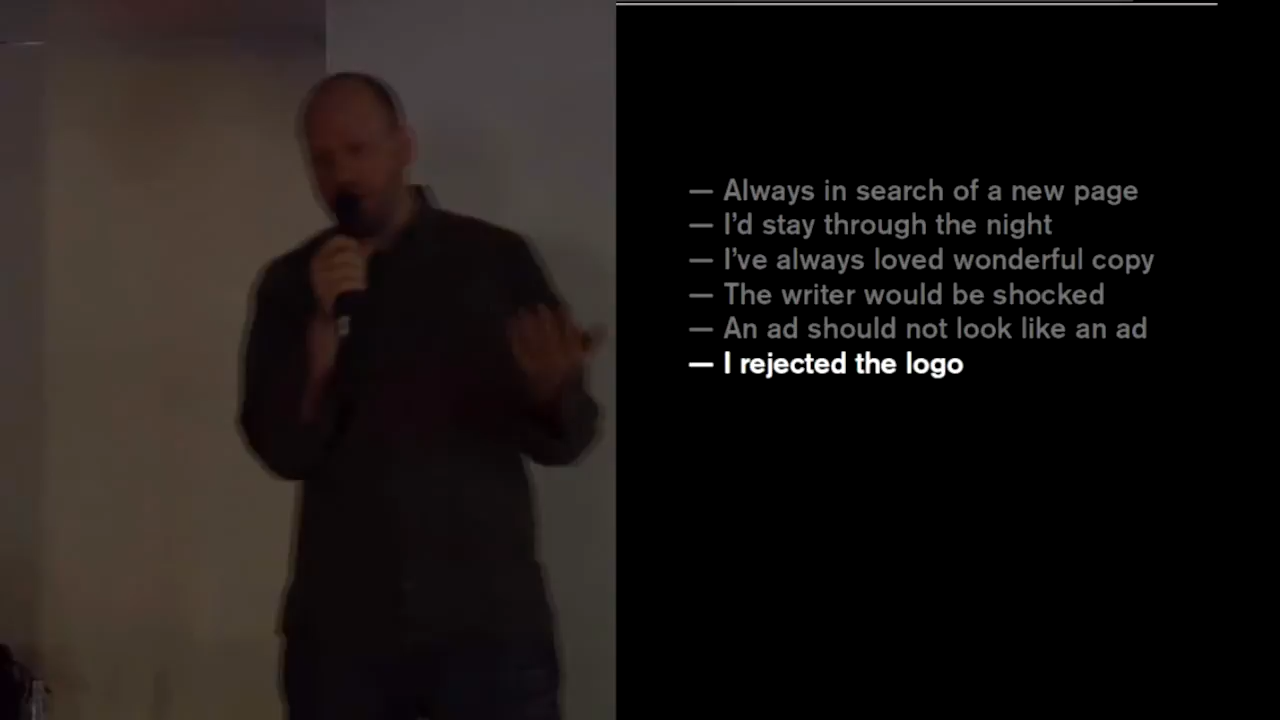 — Always in search of a new page
— I’d stay through the night
— I’ve always loved wonderful copy
— The writer would be shocked
— An ad should not look like an ad
— I rejected the logo